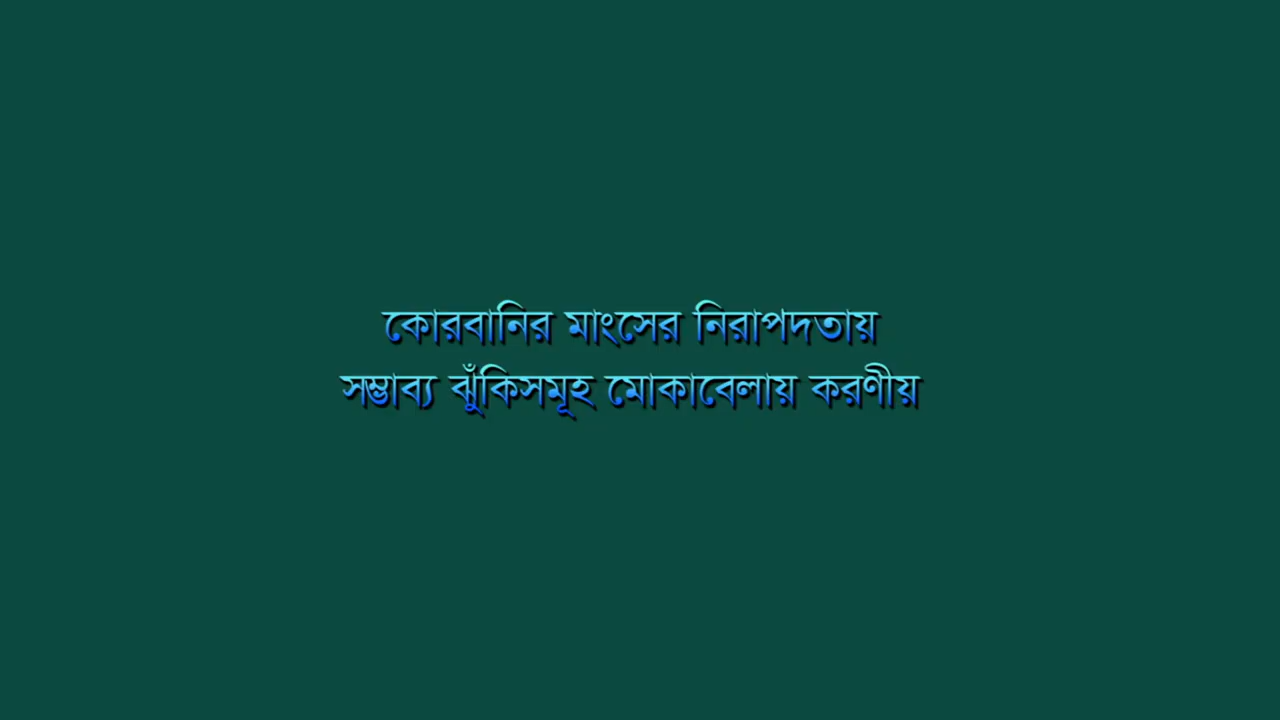 কোরবানির মাংসের নিরাপদতায়
সম্ভাব্য ঝুঁকিসমূহ মোকাবেলায় করণীয়